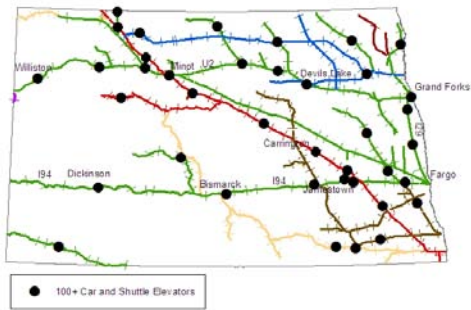 Williston
Minot
U2
Devils Lake
Grand Forks
I29
Carrington
I94
Dickinson
Bismarck
I94
Jamestown
Fargo
100+ Car and Shuttle Elevators